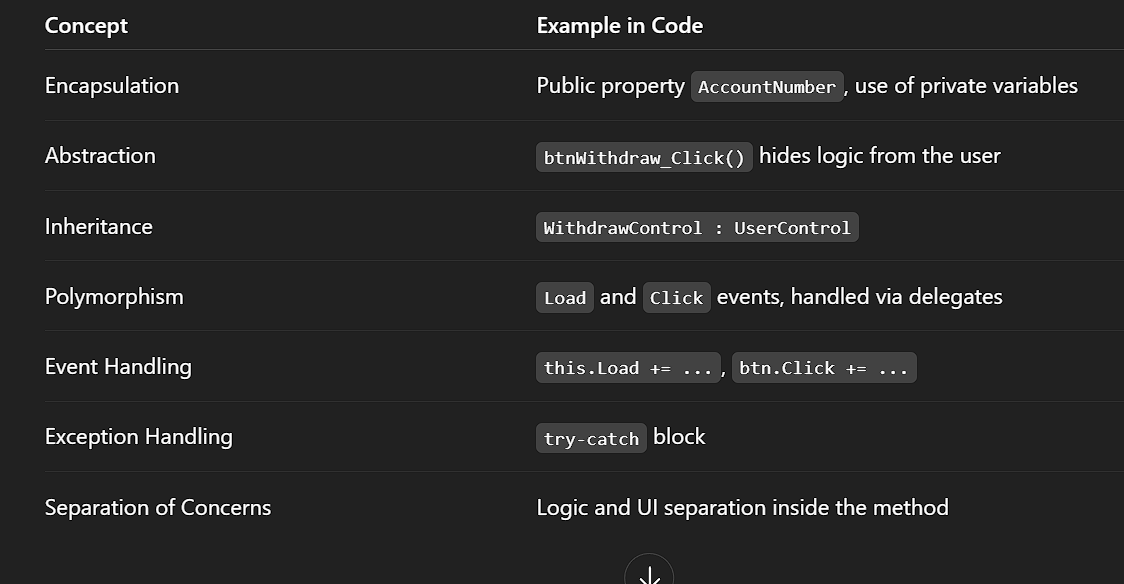 Concept Example in Code
Encapsulation Public property AccountNumber, use of private variables
Abstraction btnWithdraw_Click() hides logic from the user
Inheritance WithdrawControl : UserControl
Polymorphism Load and Click events, handled via delegates
Event Handling this.Load += ..., btn.Click += ...
Exception Handling try-catch block
Separation of Concerns Logic and UI separation inside the method